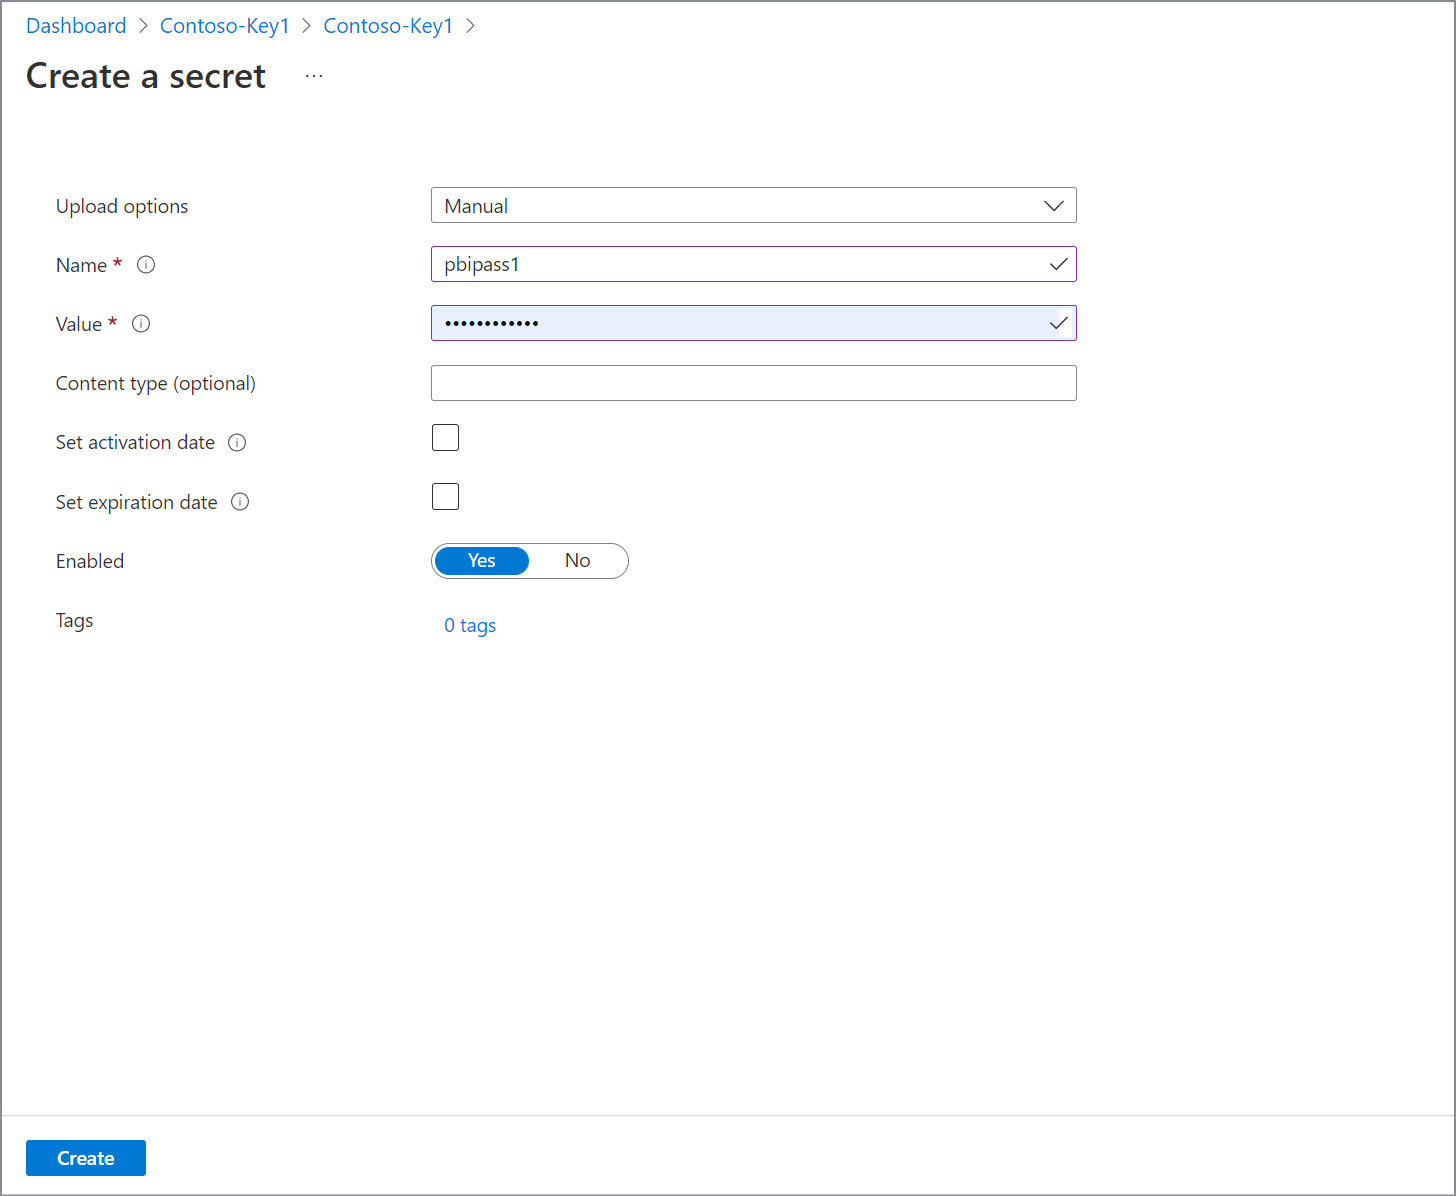 Dashboard > Contoso-Key1 > Contoso-Key1 >
Create a secret ...
Upload options Manual
Name * pbipass1
Value * ••••••••••••
Content type (optional)
Set activation date
Set expiration date
Enabled Yes No
Tags 0 tags
Create